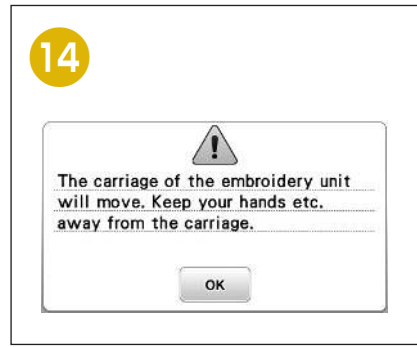 14
The carriage of the embroidery unit
will move. Keep your hands etc.
away from the carriage.
OK